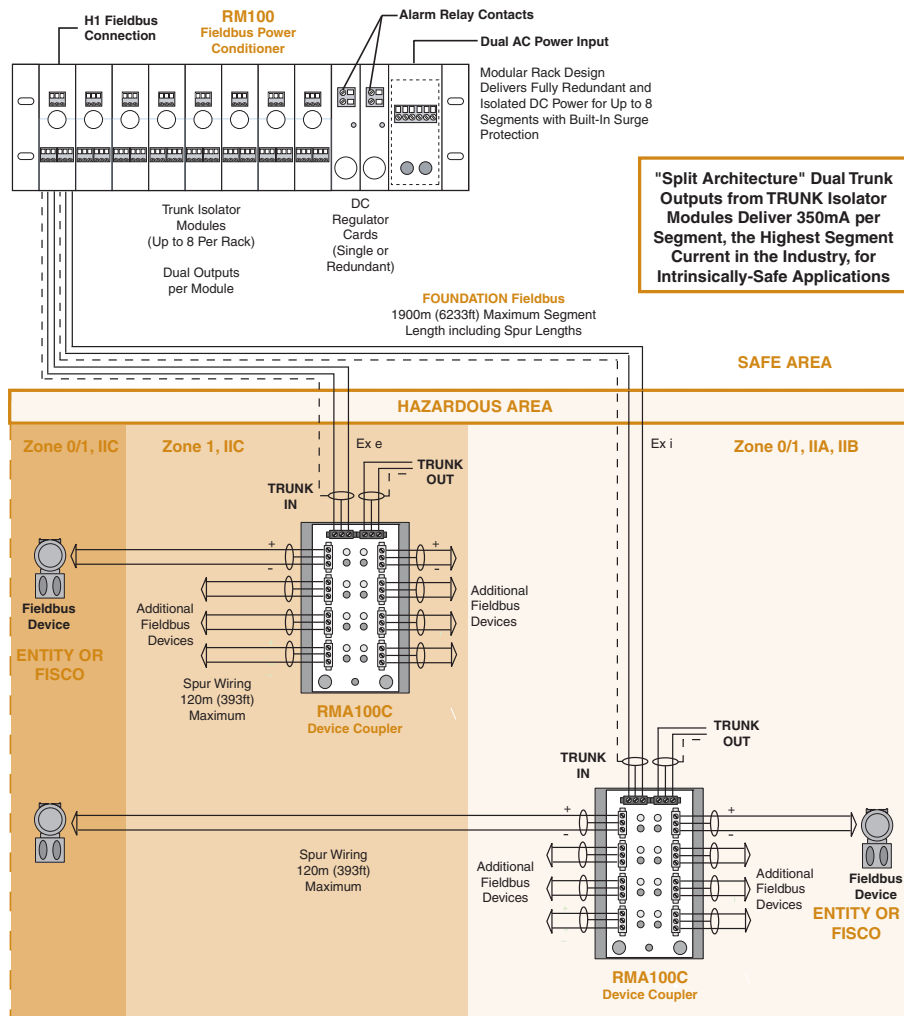 H1 Fieldbus
Connection
RM100
Fieldbus Power
Conditioner
Alarm Relay Contacts
Dual AC Power Input
Modular Rack Design
Delivers Fully Redundant and
Isolated DC Power for Up to 8
Segments with Built-In Surge
Protection
"Split Architecture" Dual Trunk
Outputs from TRUNK Isolator
Modules Deliver 350mA per
Segment, the Highest Segment
Current in the Industry, for
Intrinsically-Safe Applications
Trunk Isolator
Modules
(Up to 8 Per Rack)
Dual Outputs
per Module
DC
Regulator
Cards
(Single or
Redundant)
FOUNDATION Fieldbus
1900m (6233ft) Maximum Segment
Length including Spur Lengths
SAFE AREA
HAZARDOUS AREA
Zone 0/1, IIC
Zone 1, IIC
Ex e
Ex i
Zone 0/1, IIA, IIB
TRUNK
IN
TRUNK
OUT
+
-
+
-
Fieldbus
Device
ENTITY OR
FISCO
Additional
Fieldbus
Devices
Additional
Fieldbus
Devices
Spur Wiring
120m (393ft)
Maximum
RMA100C
Device Coupler
TRUNK
IN
TRUNK
OUT
+
-
+
-
Spur Wiring
120m (393ft)
Maximum
Additional
Fieldbus
Devices
Additional
Fieldbus
Devices
Fieldbus
Device
ENTITY OR
FISCO
RMA100C
Device Coupler